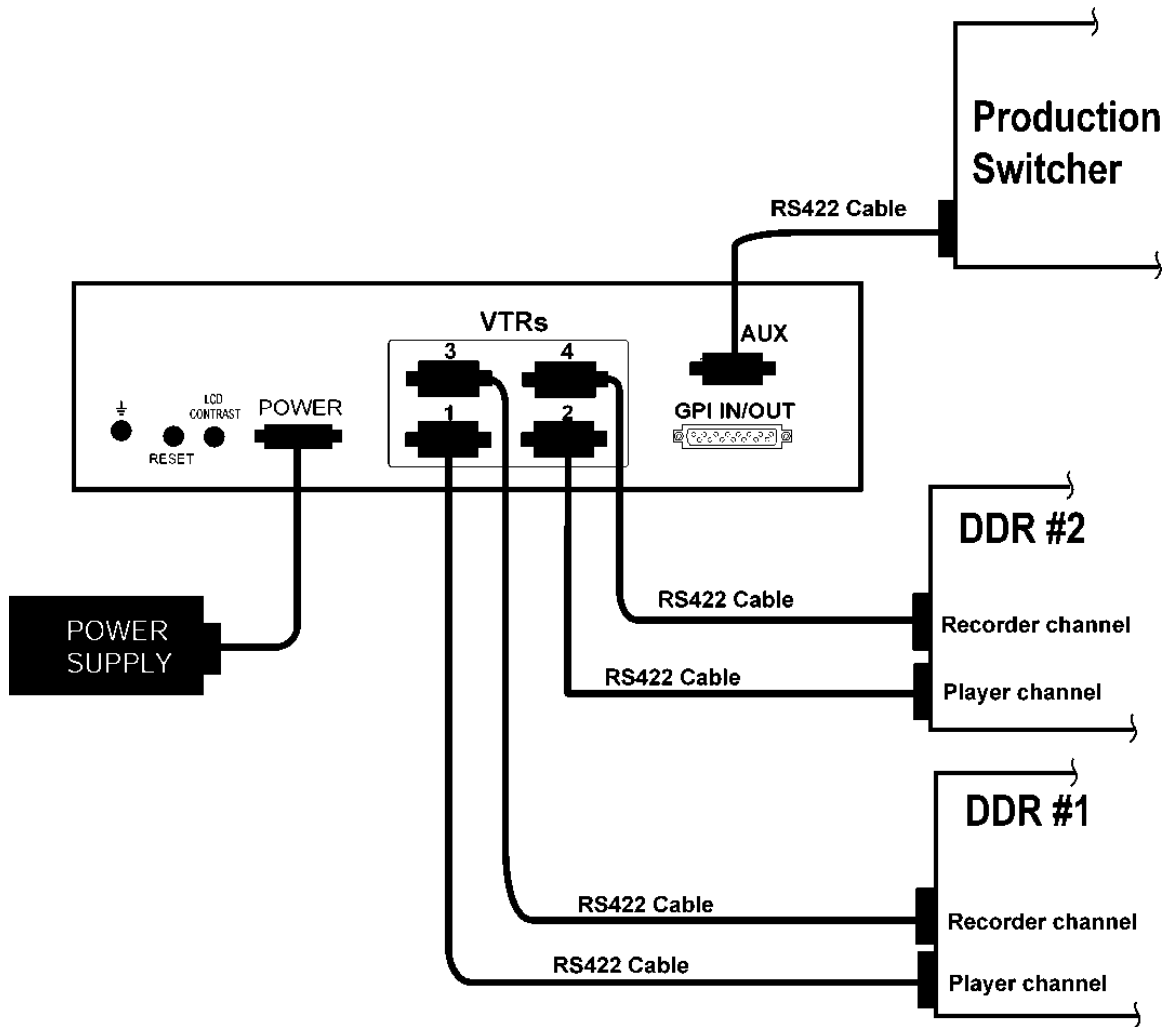 Production
Switcher
RS422 Cable
VTRs
AUX
3
4
LCD
CONTRAST
POWER
1
2
GPI IN/OUT
RESET
DDR #2
POWER
SUPPLY
RS422 Cable
Recorder channel
RS422 Cable
Player channel
DDR #1
RS422 Cable
Recorder channel
RS422 Cable
Player channel